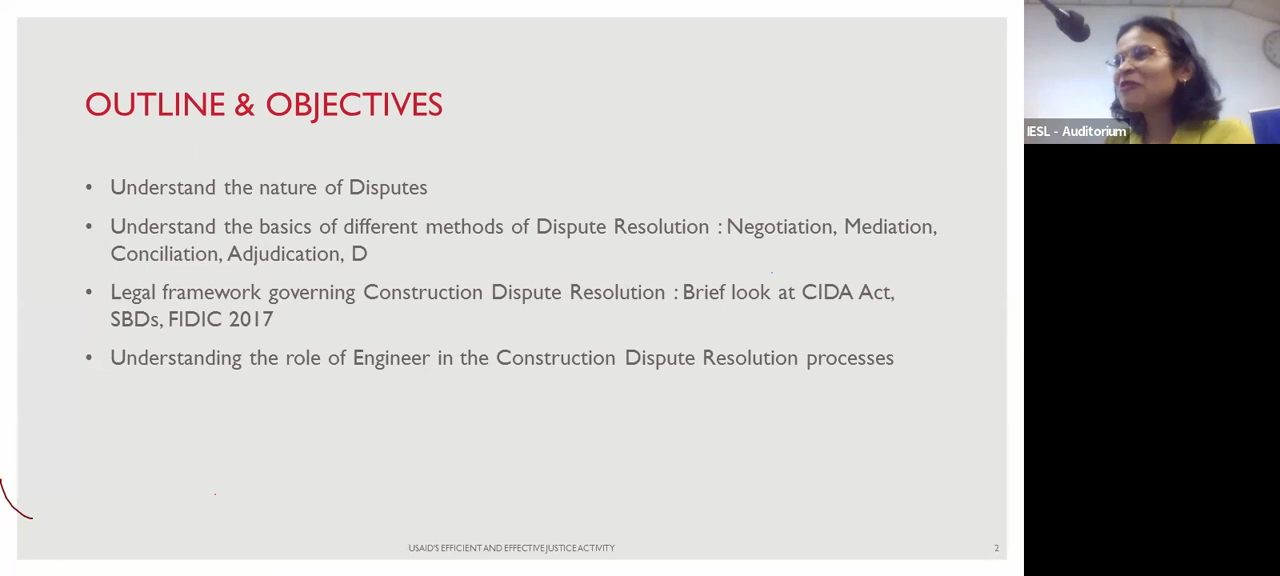 OUTLINE & OBJECTIVES
• Understand the nature of Disputes
• Understand the basics of different methods of Dispute Resolution : Negotiation, Mediation,
Conciliation, Adjudication, D
• Legal framework governing Construction Dispute Resolution : Brief look at CIDA Act,
SBDs, FIDIC 2017
• Understanding the role of Engineer in the Construction Dispute Resolution processes
USAID'S EFFICIENT AND EFFECTIVE JUSTICE ACTIVITY
2
IESL - Auditorium